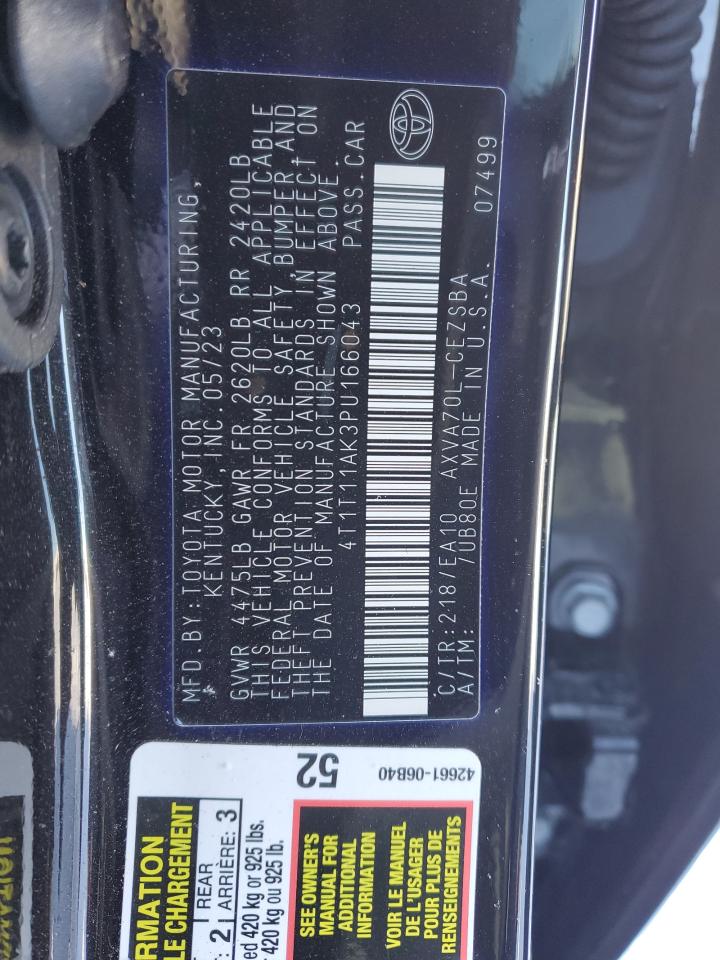 MFD.BY:TOYOTA MOTOR MANUFACTURING,
KENTUCKY, INC. 05/23
GVWR 4475LB GAWR FR 2620LB RR 2420LB
THIS VEHICLE CONFORMS TO ALL APPLICABLE
FEDERAL MOTOR VEHICLE SAFETY, BUMPER, AND
THEFT PREVENTION STANDARDS IN EFFECT ON
THE DATE OF MANUFACTURE SHOWN ABOVE.
4T1T11AK3PU166043 PASS.CAR
C/TR:218/EA10 AXVA70L-CEZSBA
A/TM: /UB80E MADE IN U.S.A. 07499
RMATION
LE CHARGEMENT
2 REAR
: 2 ARRIÈRE: 3
ed 420 kg or 925 lbs.
420 kg ou 925 lb.
52
42661-06B40
SEE OWNER'S
MANUAL FOR
ADDITIONAL
INFORMATION
VOIR LE MANUEL
DE L'USAGER
POUR PLUS DE
RENSEIGNEMENTS